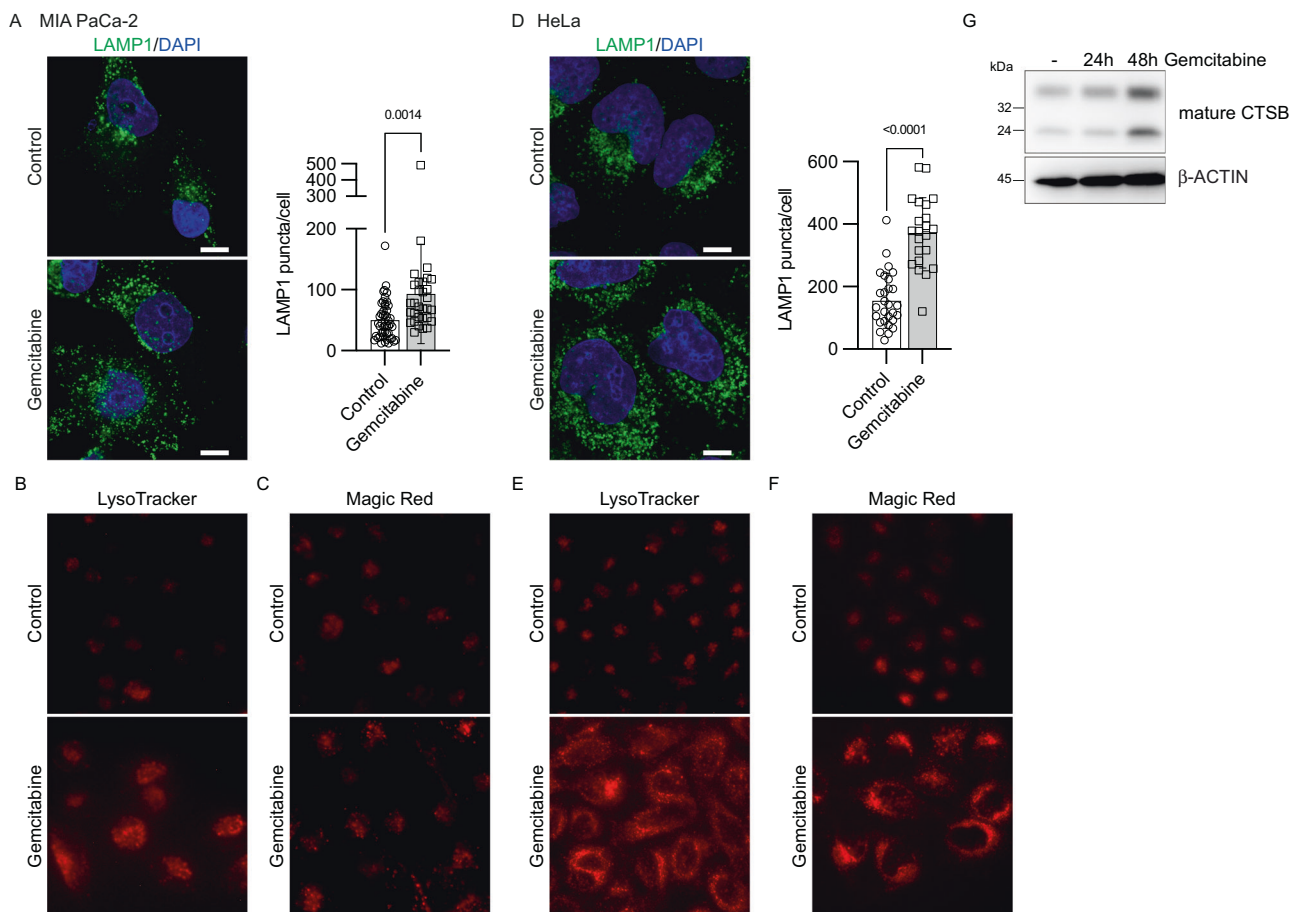 A MIA PaCa-2
LAMP1/DAPI
Control
Gemcitabine
0.0014
LAMP1 puncta/cell
500
400
300
200
100
0
Control
Gemcitabine
D HeLa
LAMP1/DAPI
Control
Gemcitabine
<0.0001
LAMP1 puncta/cell
600
400
200
0
Control
Gemcitabine
G
- 24h 48h Gemcitabine
kDa
32
24
mature CTSB
45
β-ACTIN
B
LysoTracker
Control
Gemcitabine
C
Magic Red
Control
Gemcitabine
E
LysoTracker
Control
Gemcitabine
F
Magic Red
Control
Gemcitabine